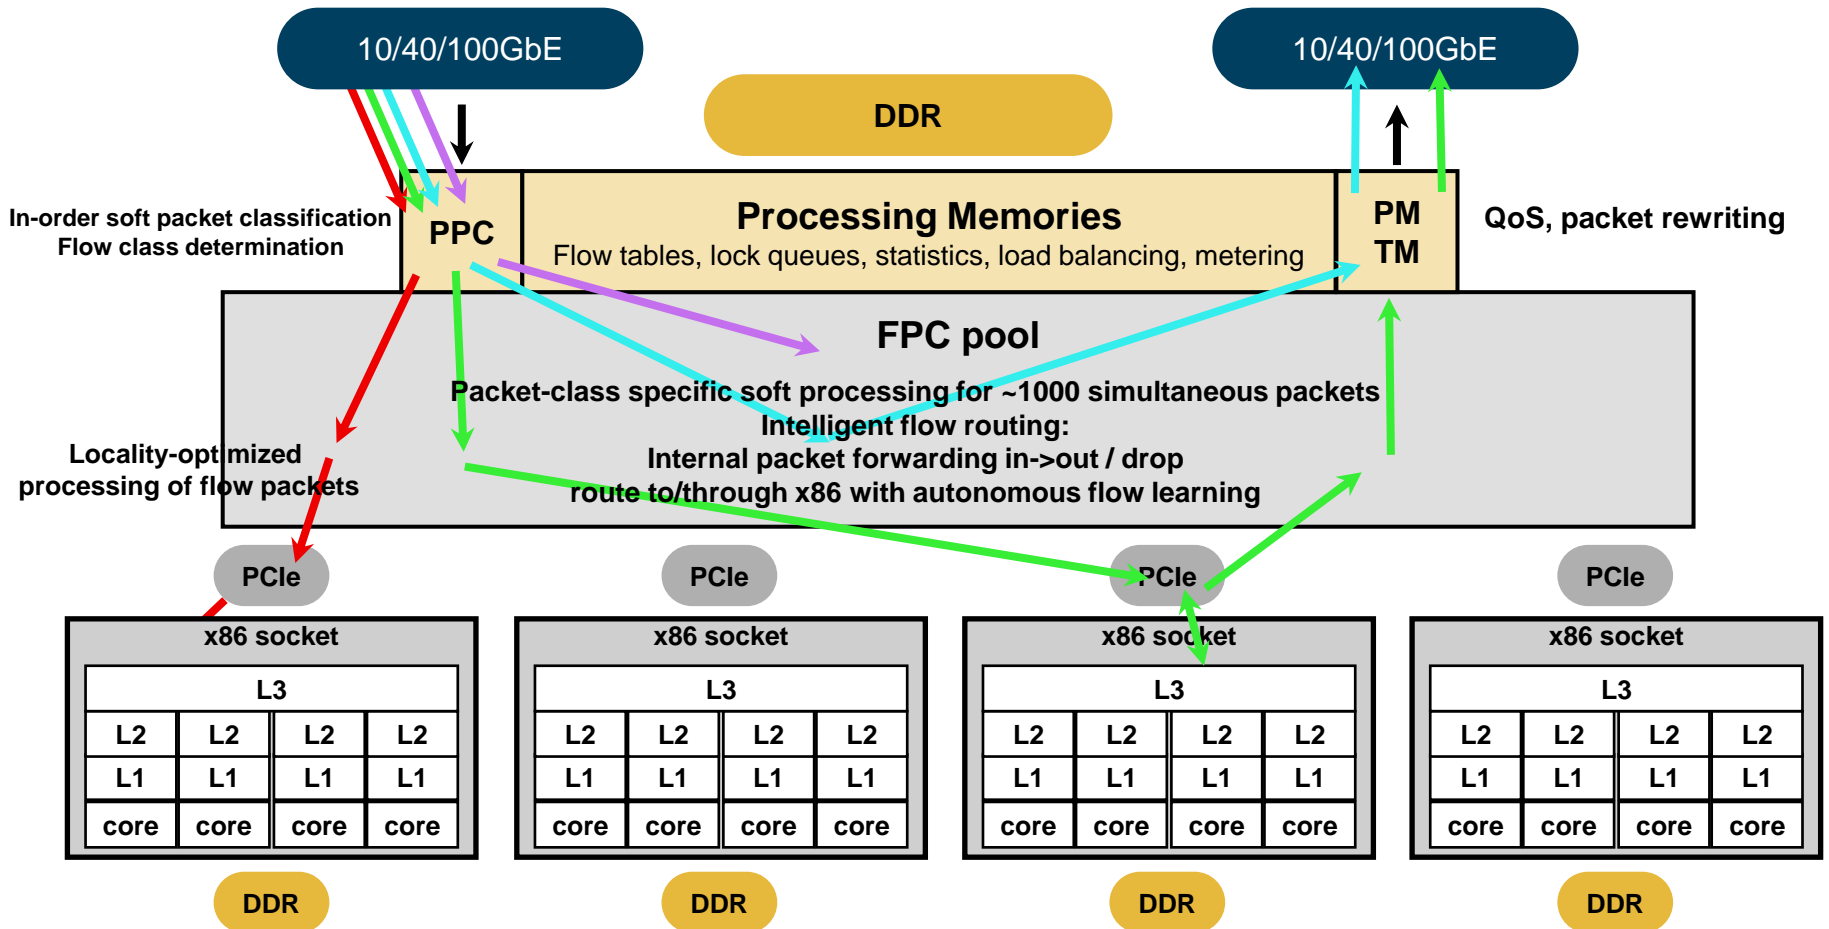 10/40/100GbE
10/40/100GbE
DDR
In-order soft packet classification
Flow class determination
PPC
Processing Memories
Flow tables, lock queues, statistics, load balancing, metering
PM
TM
QoS, packet rewriting
FPC pool
Packet-class specific soft processing for ~1000 simultaneous packets
Intelligent flow routing:
Internal packet forwarding in->out / drop
route to/through x86 with autonomous flow learning
Locality-optimized
processing of flow packets
PCIe
PCIe
PCIe
PCIe
x86 socket
L3
L2 L2 L2 L2
L1 L1 L1 L1
core core core core
DDR
x86 socket
L3
L2 L2 L2 L2
L1 L1 L1 L1
core core core core
DDR
x86 socket
L3
L2 L2 L2 L2
L1 L1 L1 L1
core core core core
DDR
x86 socket
L3
L2 L2 L2 L2
L1 L1 L1 L1
core core core core
DDR